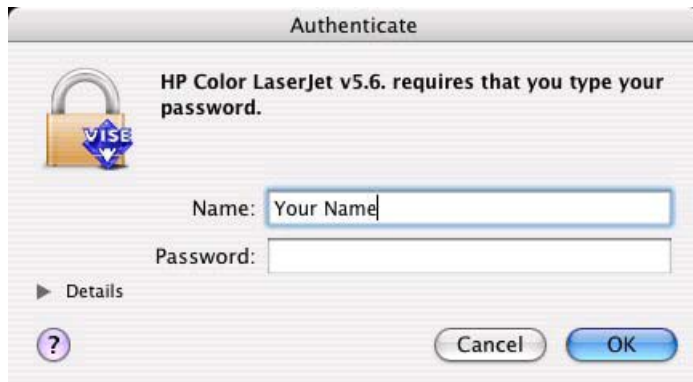 Authenticate
HP Color LaserJet v5.6. requires that you type your
password.
VISE
Name: Your Name
Password:
Details
?
Cancel OK